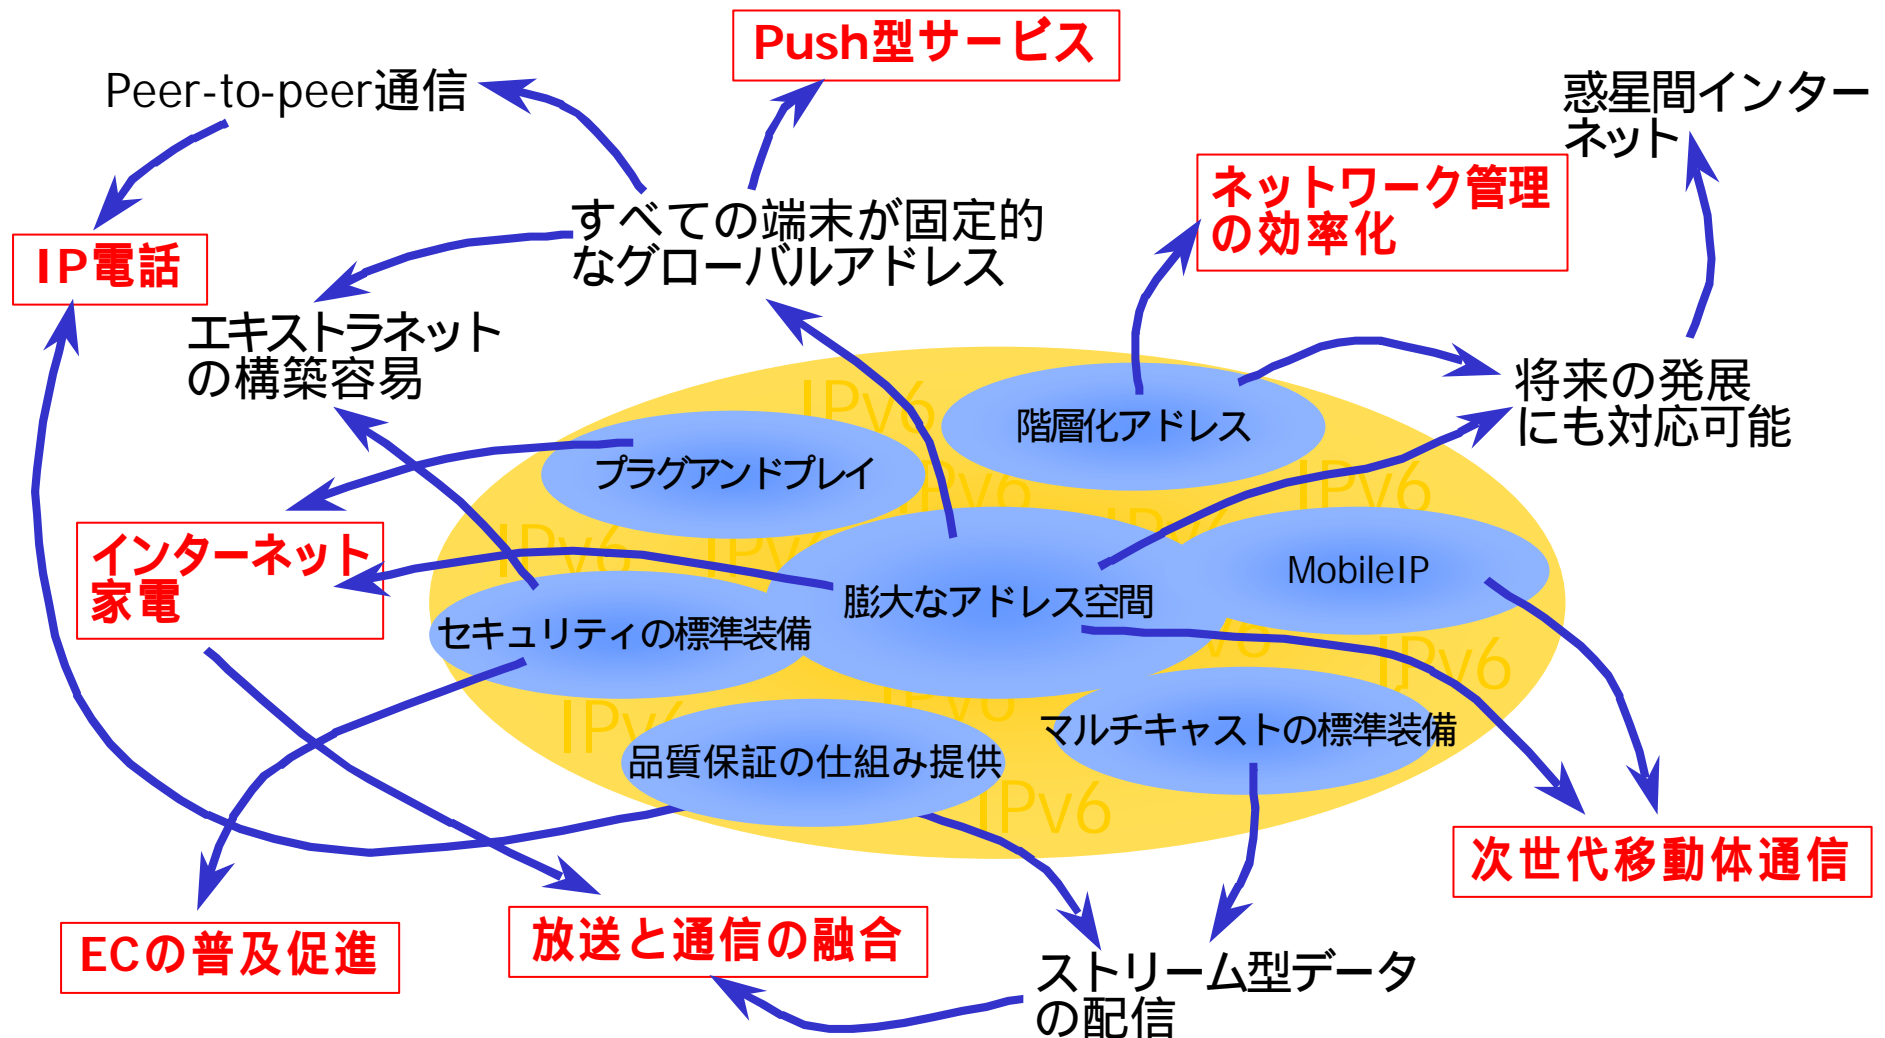 Push型サービス
Peer-to-peer通信
惑星間インター
ネット
ネットワーク管理
の効率化
すべての端末が固定的
なグローバルアドレス
IP電話
エキストラネット
の構築容易
将来の発展
にも対応可能
IPv6
階層化アドレス
プラグアンドプレイ
IPv6
IPv6
IPv6
IPv6
IPv6
インターネット
家電
MobileIP
膨大なアドレス空間
セキュリティの標準装備
IPv6
IPv6
IPv6
IPv6
マルチキャストの標準装備
品質保証の仕組み提供
IPv6
次世代移動体通信
ECの普及促進
放送と通信の融合
ストリーム型データ
の配信